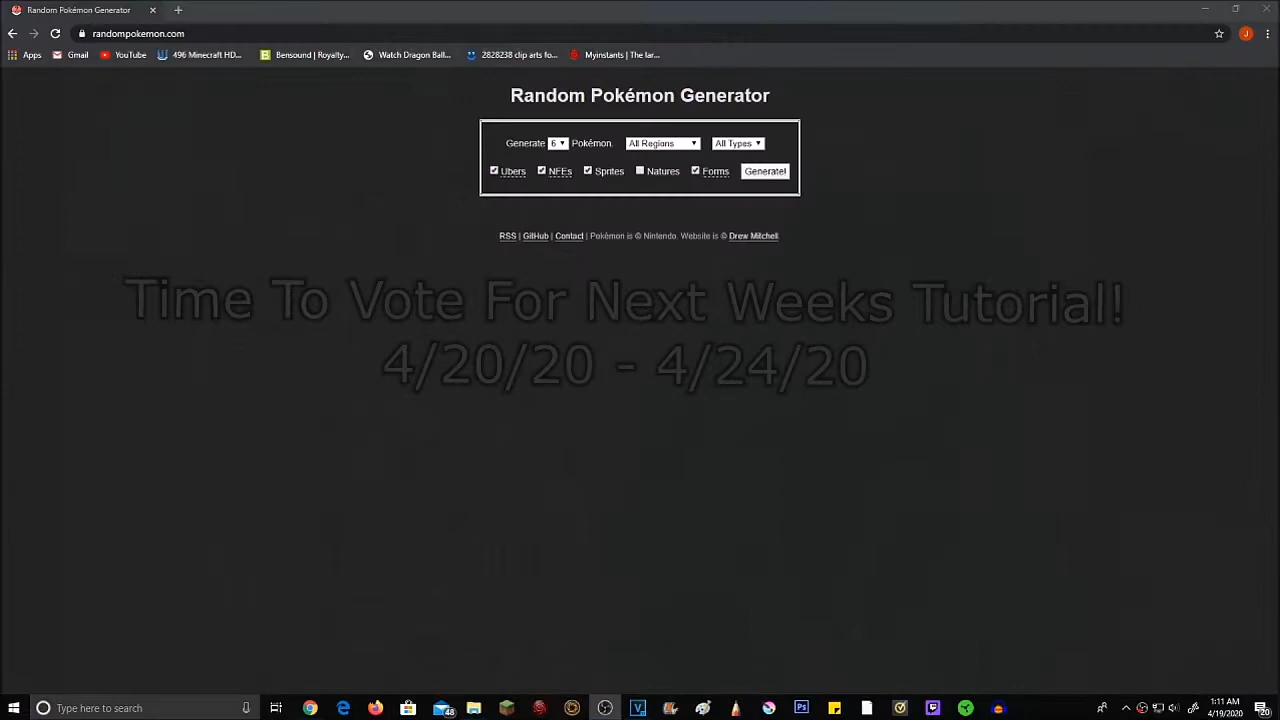 Random Pokémon Generator
randompokemon.com
Apps
Gmail
YouTube
496 Minecraft HD...
Bensound | Royalty...
Watch Dragon Ball...
2828238 clip arts fo...
Myinstants | The lar...
Random Pokémon Generator
Generate 6 Pokémon. All Regions All Types
Ubers NFEs Sprites Natures Forms Generate!
RSS | GitHub | Contact | Pokémon is © Nintendo. Website is © Drew Mitchell.
Time To Vote For Next Weeks Tutorial!
4/20/20 - 4/24/20
Type here to search
48
Ps
1:11 AM
4/19/2020